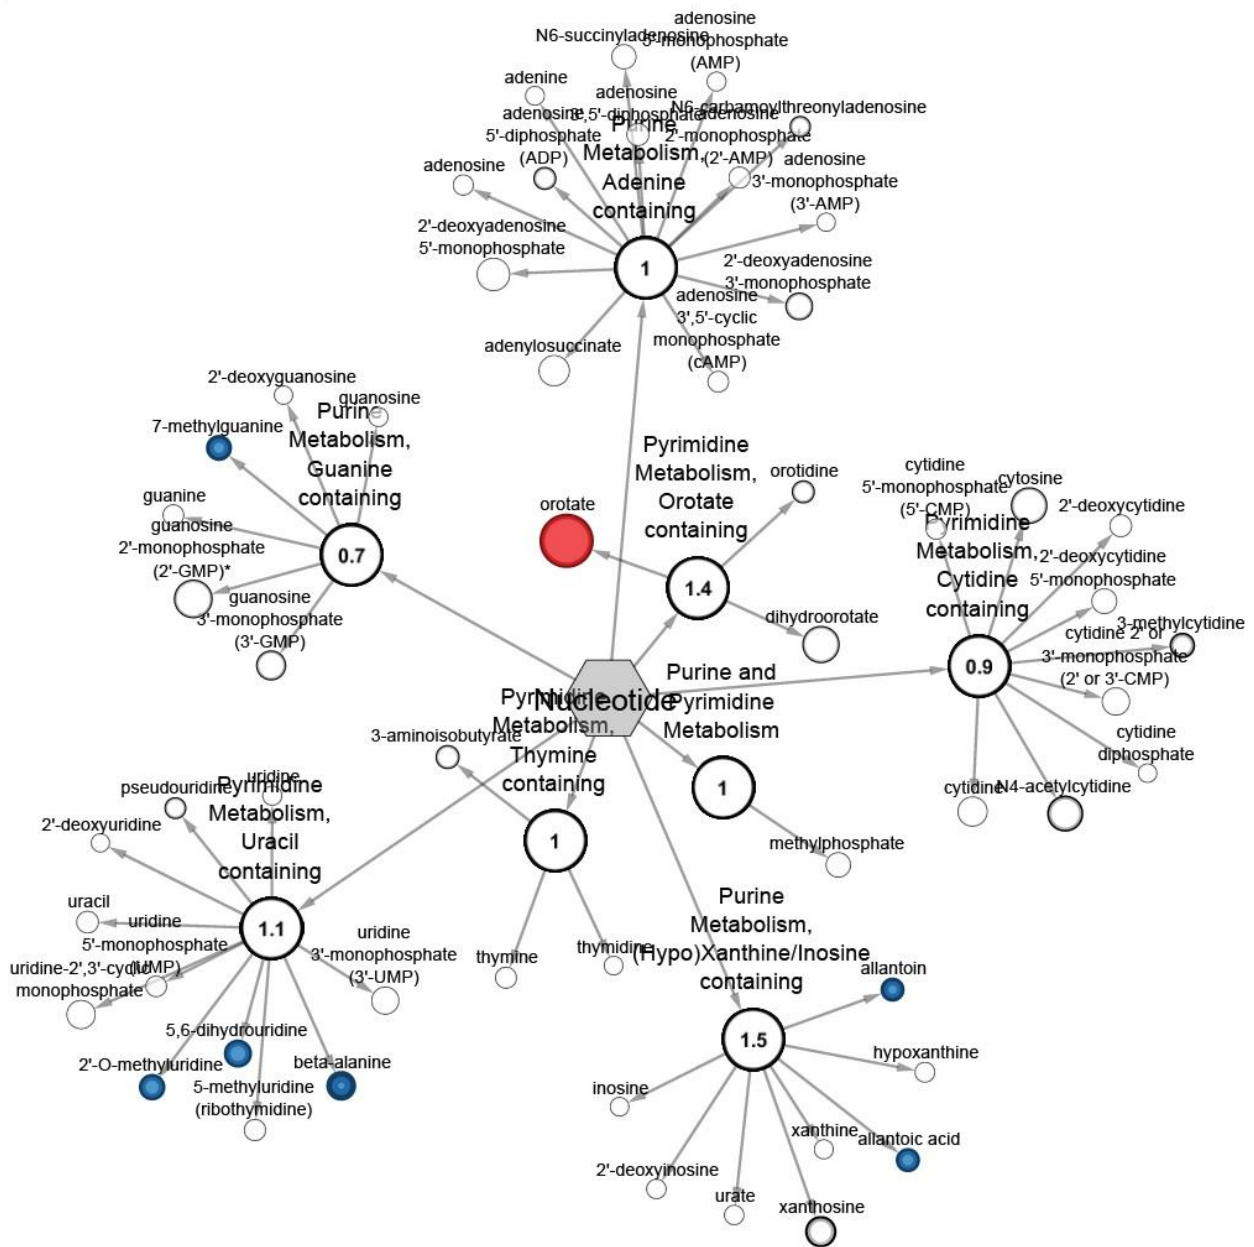 adenosine
5'-monophosphate
(AMP)
N6-succinyladenosine
adenine
adenosine
3',5'-diphosphate
N6-carbamoylthreonyladenosine
adenosine
5'-diphosphate
(ADP)
adenosine
2'-monophosphate
(2'-AMP)
Purine
Metabolism,
Adenine
containing
adenosine
3'-monophosphate
(3'-AMP)
adenosine
2'-deoxyadenosine
5'-monophosphate
1
2'-deoxyadenosine
3'-monophosphate
adenosine
3',5'-cyclic
monophosphate
(cAMP)
adenylosuccinate
2'-deoxyguanosine
guanosine
7-methylguanine
Purine
Metabolism,
Guanine
containing
guanine
guanosine
2'-monophosphate
(2'-GMP)*
0.7
guanosine
3'-monophosphate
(3'-GMP)
Pyrimidine
Metabolism,
Orotate
containing
orotidine
orotate
1.4
dihydroorotate
cytidine
5'-monophosphate
(5'-CMP)
cytosine
2'-deoxycytidine
Pyrimidine
Metabolism,
Cytidine
containing
2'-deoxycytidine
5'-monophosphate
3-methylcytidine
cytidine 2' or
3'-monophosphate
(2' or 3'-CMP)
0.9
cytidine
diphosphate
cytidine
N4-acetylcytidine
Nucleotide
Purine and
Pyrimidine
Metabolism
1
methylphosphate
Pyrimidine
Metabolism,
Thymine
containing
3-aminoisobutyrate
1
thymine
thymidine
Pyrimidine
Metabolism,
Uracil
containing
uridine
pseudouridine
2'-deoxyuridine
uracil
1.1
uridine
5'-monophosphate
(UMP)
uridine-2',3'-cyclic
monophosphate
uridine
3'-monophosphate
(3'-UMP)
5,6-dihydrouridine
2'-O-methyluridine
beta-alanine
5-methyluridine
(ribothymidine)
Purine
Metabolism,
(Hypo)Xanthine/Inosine
containing
allantoin
1.5
hypoxanthine
inosine
xanthine
allantoic acid
2'-deoxyinosine
urate
xanthosine